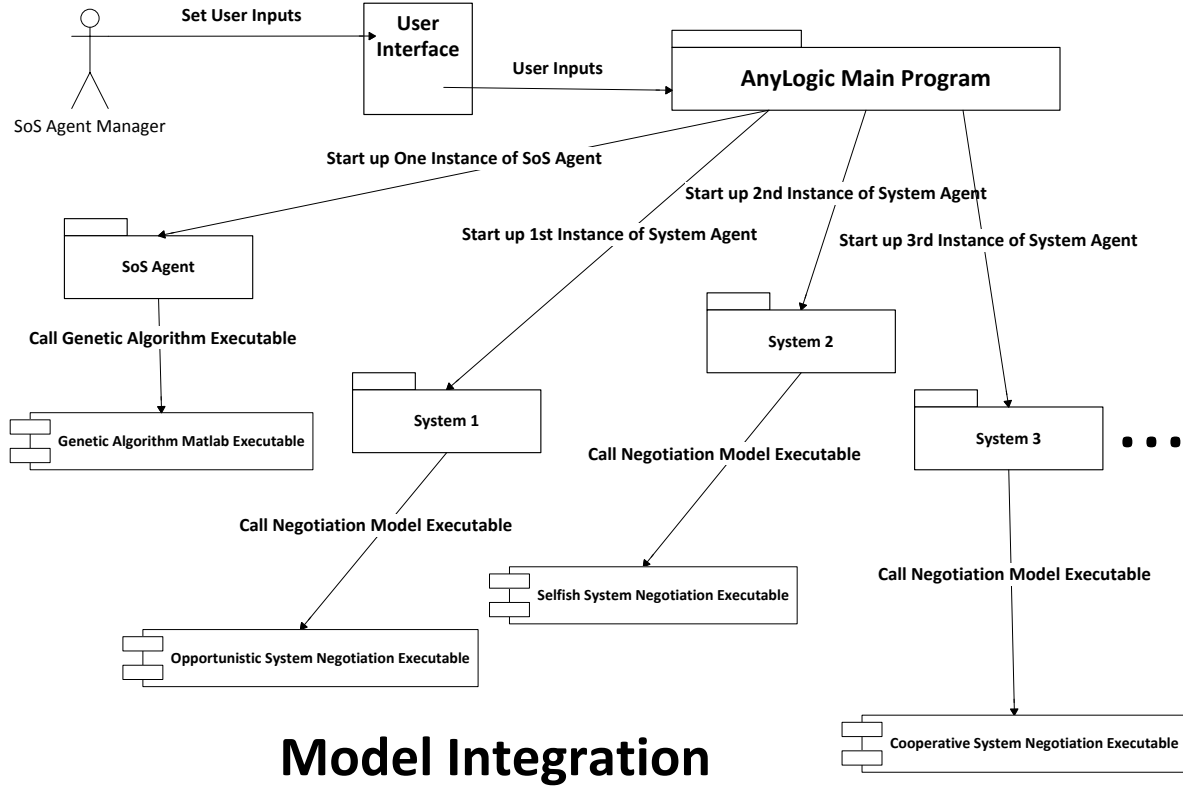 Set User Inputs
User
Interface
User Inputs
AnyLogic Main Program
SoS Agent Manager
Start up One Instance of SoS Agent
Start up 2nd Instance of System Agent
Start up 1st Instance of System Agent
Start up 3rd Instance of System Agent
SoS Agent
Call Genetic Algorithm Executable
System 2
System 1
System 3
Genetic Algorithm Matlab Executable
Call Negotiation Model Executable
Call Negotiation Model Executable
Call Negotiation Model Executable
Selfish System Negotiation Executable
Opportunistic System Negotiation Executable
Cooperative System Negotiation Executable
Model Integration